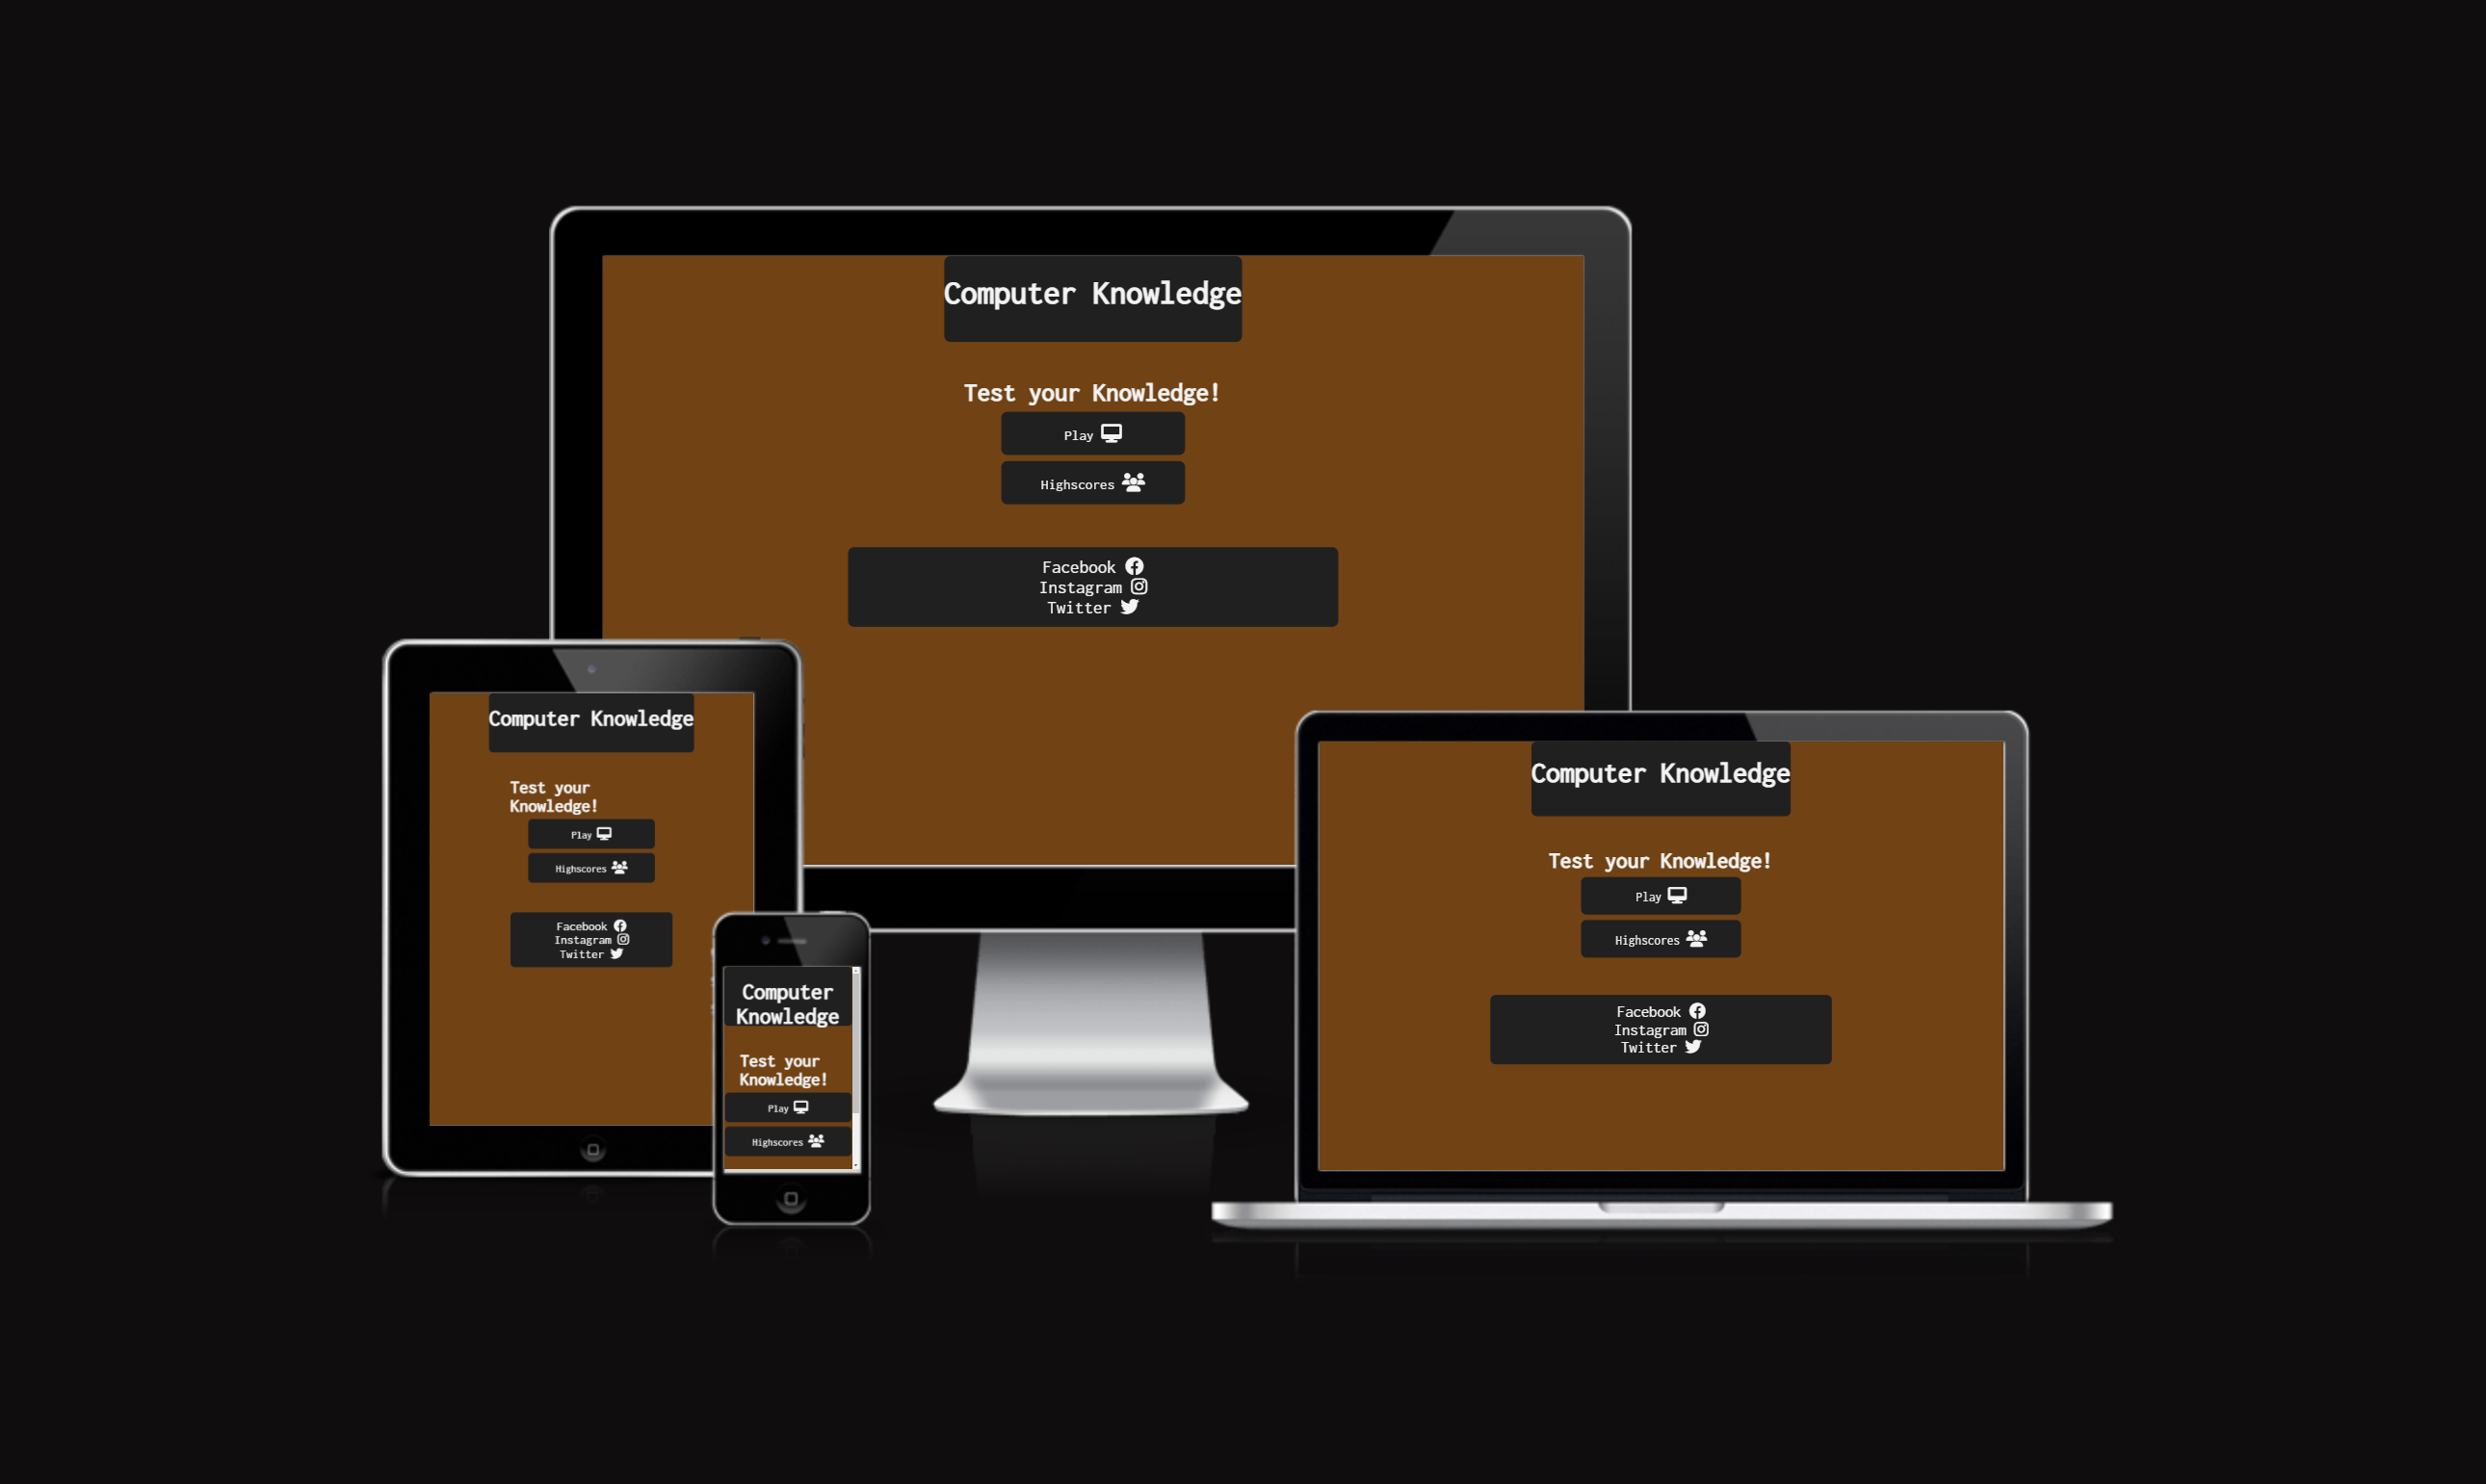 Computer Knowledge
Test your Knowledge!
Play
Highscores
Facebook
Instagram
Twitter
Computer Knowledge
Test your
Knowledge!
Play
Highscores
Facebook
Instagram
Twitter
Computer
Knowledge
Test your
Knowledge!
Play
Highscores
Computer Knowledge
Test your Knowledge!
Play
Highscores
Facebook
Instagram
Twitter